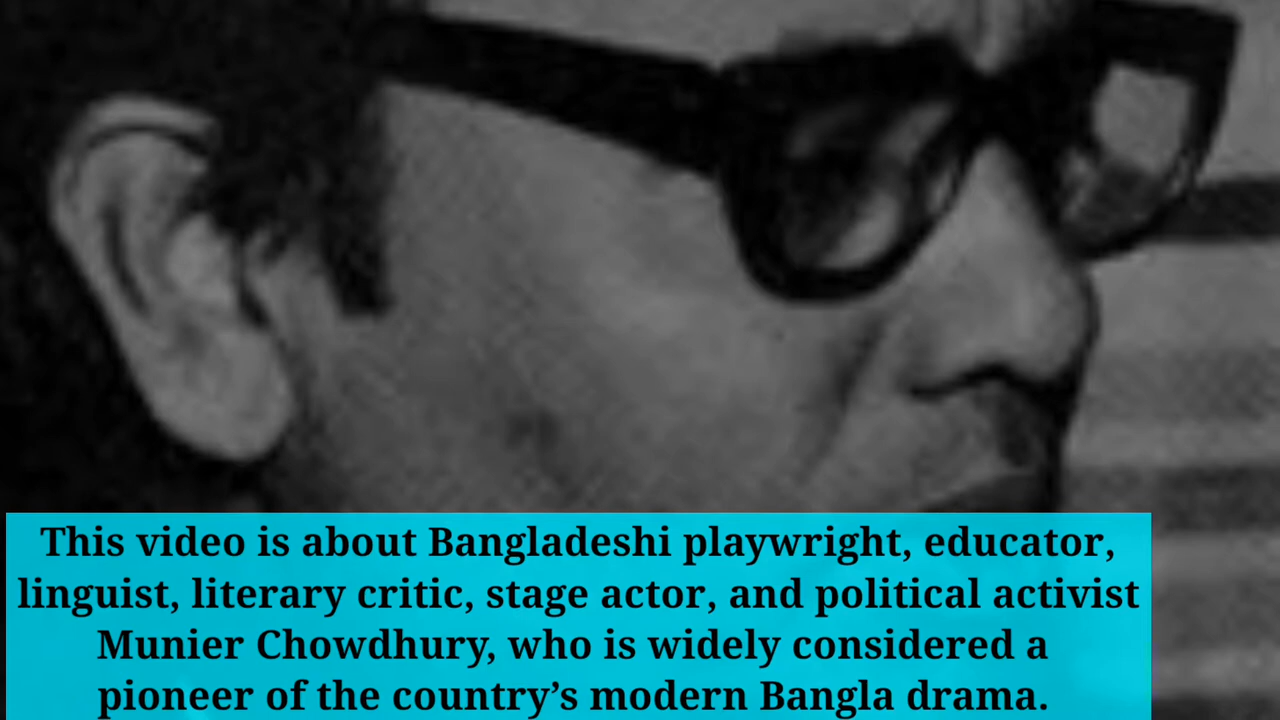 This video is about Bangladeshi playwright, educator,
linguist, literary critic, stage actor, and political activist
Munier Chowdhury, who is widely considered a
pioneer of the country’s modern Bangla drama.